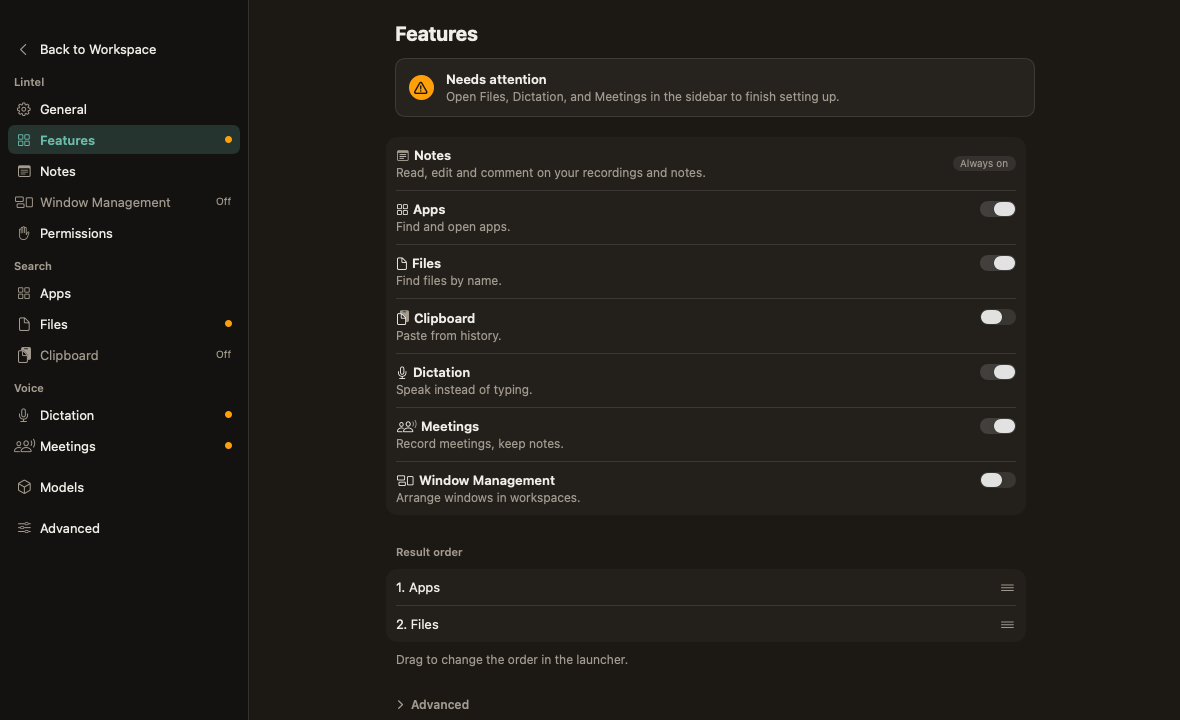 Back to Workspace
Lintel
General
Features
Notes
Window Management Off
Permissions
Search
Apps
Files
Clipboard Off
Voice
Dictation
Meetings
Models
Advanced
Features
Needs attention
Open Files, Dictation, and Meetings in the sidebar to finish setting up.
Notes
Read, edit and comment on your recordings and notes.
Always on
Apps
Find and open apps.
Files
Find files by name.
Clipboard
Paste from history.
Dictation
Speak instead of typing.
Meetings
Record meetings, keep notes.
Window Management
Arrange windows in workspaces.
Result order
1. Apps
2. Files
Drag to change the order in the launcher.
Advanced